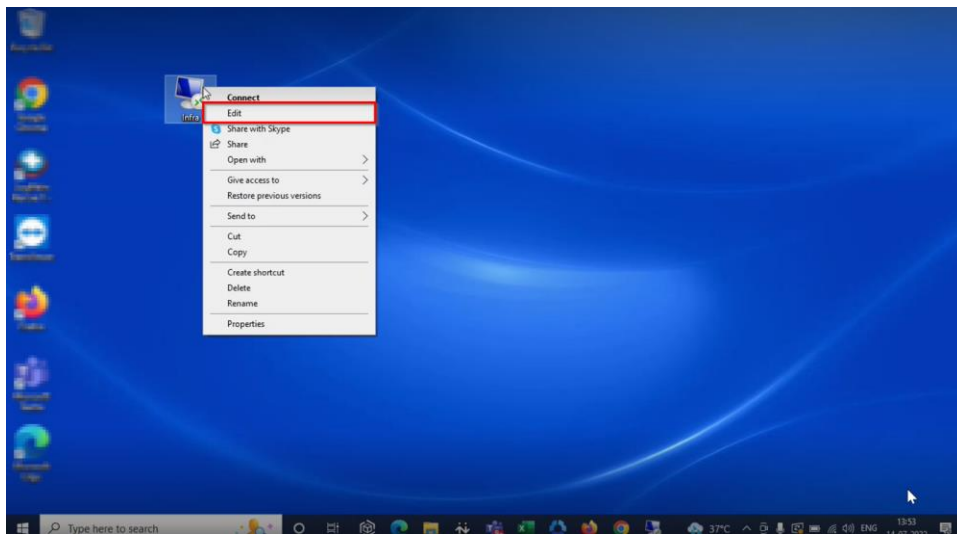 Infra
Connect
Edit
Share with Skype
Share
Open with
Give access to
Restore previous versions
Send to
Cut
Copy
Create shortcut
Delete
Rename
Properties
Type here to search
37°C
ENG
13:53